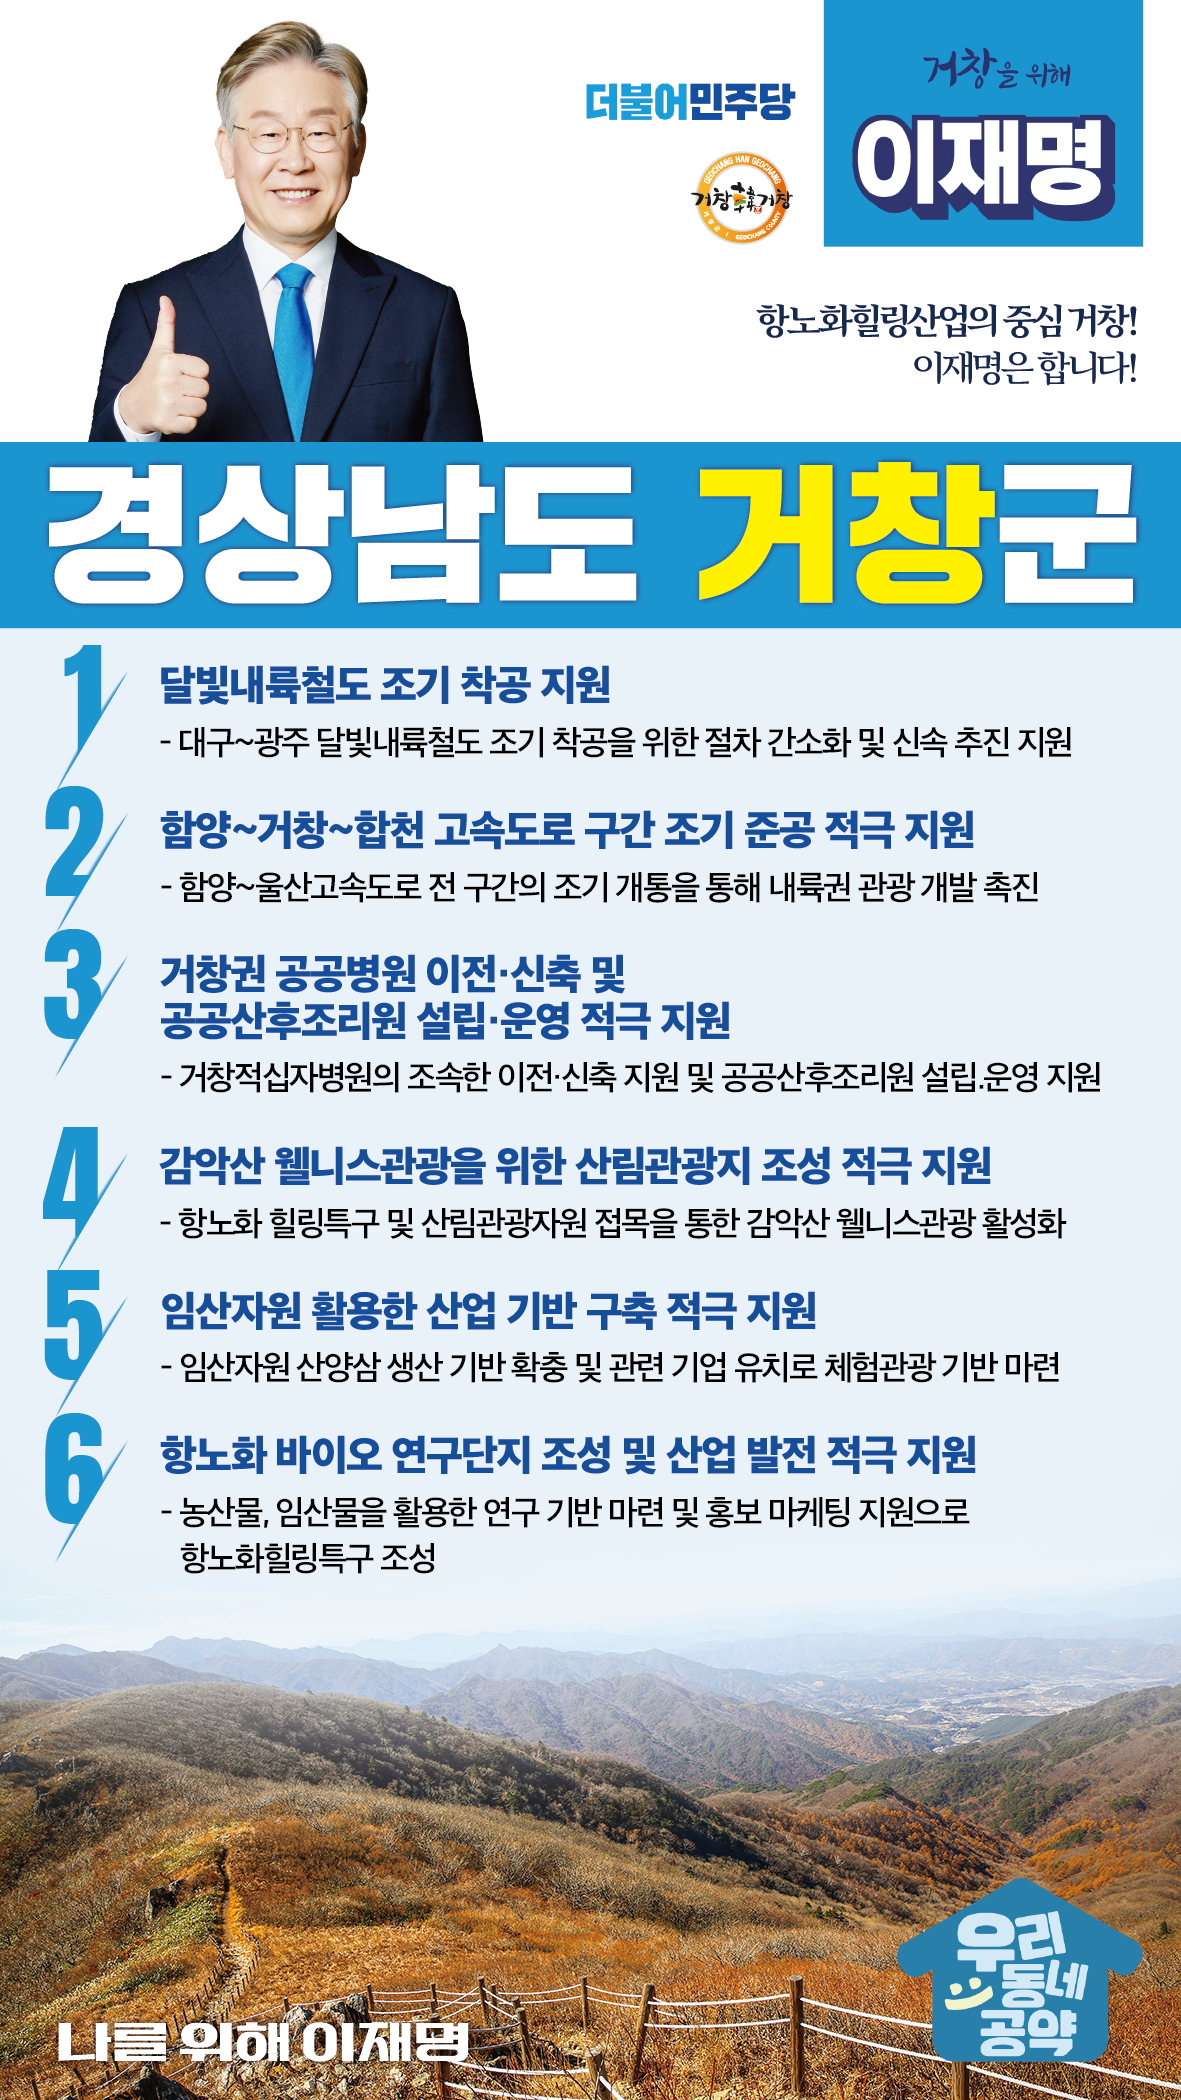 더불어민주당
GEOCHANG HAN GEOCHANG
거창韓거창
GEOCHANG COUNTY
거창을 위해
이재명
항노화힐링산업의 중심 거창!
이재명은 합니다!
경상남도 거창군
1
달빛내륙철도 조기 착공 지원
- 대구~광주 달빛내륙철도 조기 착공을 위한 절차 간소화 및 신속 추진 지원
2
함양~거창~합천 고속도로 구간 조기 준공 적극 지원
- 함양~울산고속도로 전 구간의 조기 개통을 통해 내륙권 관광 개발 촉진
3
거창권 공공병원 이전·신축 및
공공산후조리원 설립·운영 적극 지원
- 거창적십자병원의 조속한 이전·신축 지원 및 공공산후조리원 설립.운영 지원
4
감악산 웰니스관광을 위한 산림관광지 조성 적극 지원
- 항노화 힐링특구 및 산림관광자원 접목을 통한 감악산 웰니스관광 활성화
5
임산자원 활용한 산업 기반 구축 적극 지원
- 임산자원 산양삼 생산 기반 확충 및 관련 기업 유치로 체험관광 기반 마련
6
항노화 바이오 연구단지 조성 및 산업 발전 적극 지원
- 농산물, 임산물을 활용한 연구 기반 마련 및 홍보 마케팅 지원으로
항노화힐링특구 조성
우리
동네
공약
나를 위해 이재명